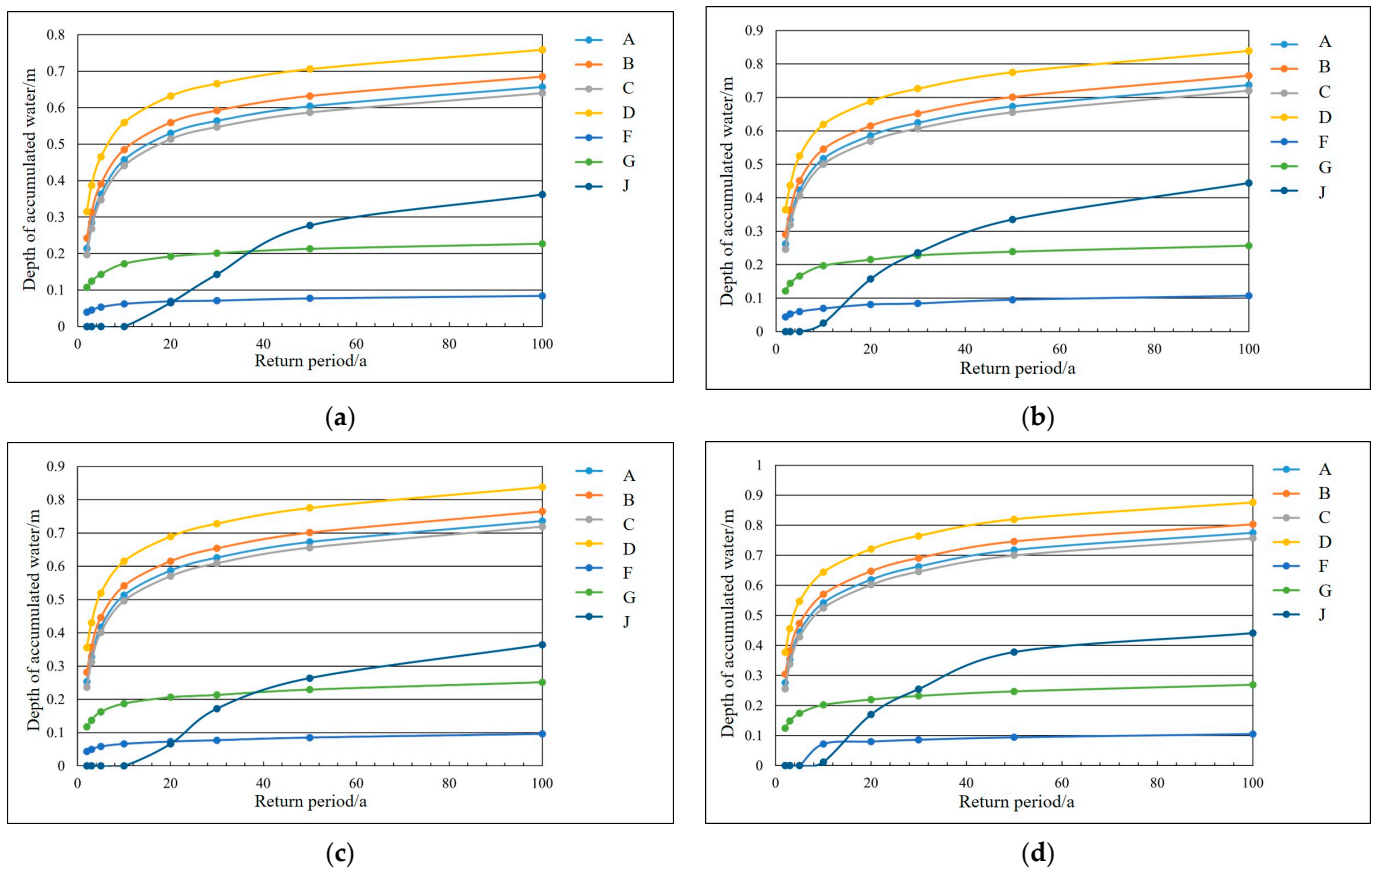 0.8
0.7
0.6
0.5
0.4
0.3
0.2
0.1
0
Depth of accumulated water/m
0 20 40 60 80 100
Return period/a
A
B
C
D
F
G
J
(a)
0.9
0.8
0.7
0.6
0.5
0.4
0.3
0.2
0.1
0
Depth of accumulated water/m
0 20 40 60 80 100
Return period/a
A
B
C
D
F
G
J
(b)
0.9
0.8
0.7
0.6
0.5
0.4
0.3
0.2
0.1
0
Depth of accumulated water/m
0 20 40 60 80 100
Return period/a
A
B
C
D
F
G
J
(c)
1
0.9
0.8
0.7
0.6
0.5
0.4
0.3
0.2
0.1
0
Depth of accumulated water/m
0 20 40 60 80 100
Return period/a
A
B
C
D
F
G
J
(d)